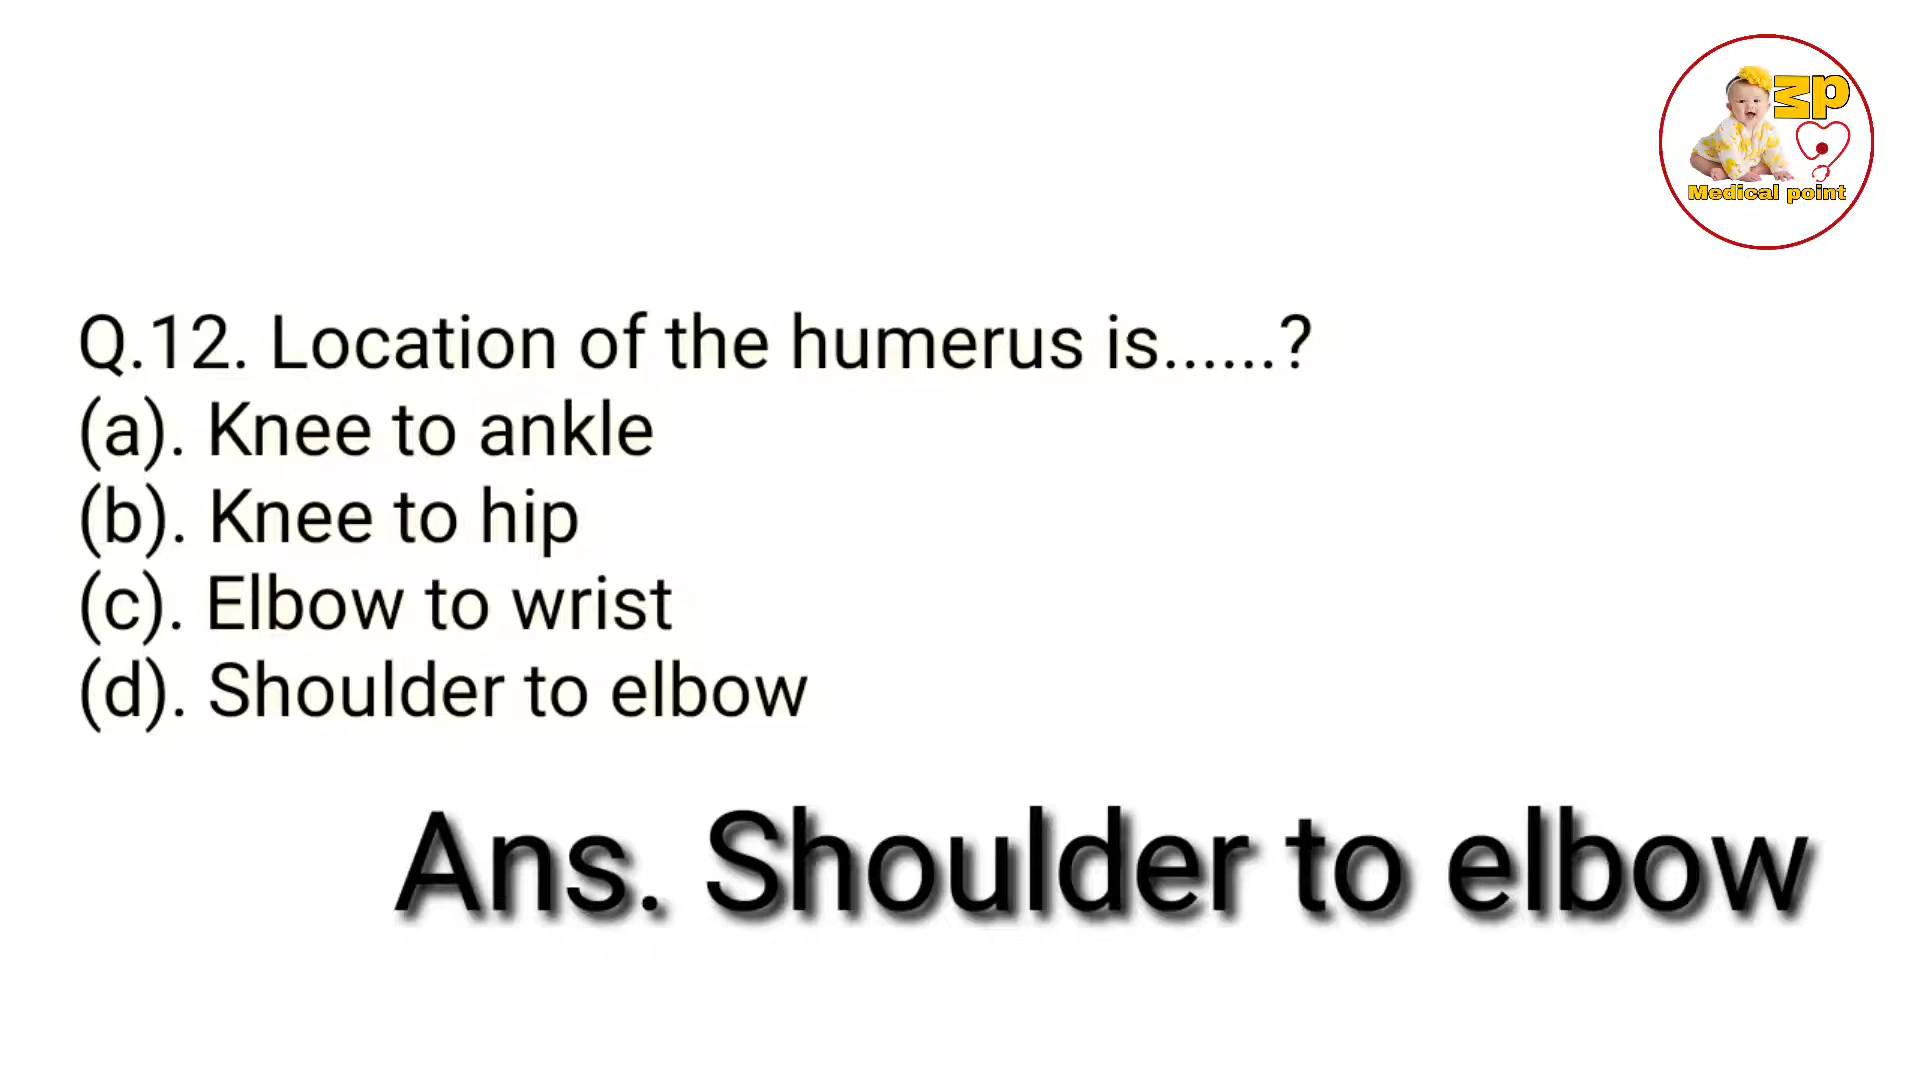 Mp
Medical point
Q.12. Location of the humerus is......?
(a). Knee to ankle
(b). Knee to hip
(c). Elbow to wrist
(d). Shoulder to elbow
Ans. Shoulder to elbow